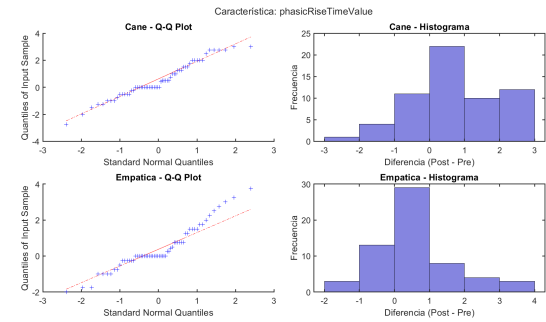 Característica: phasicRiseTimeValue
Cane - Q-Q Plot
Quantiles of Input Sample
4
2
0
-2
-4
-3 -2 -1 0 1 2 3
Standard Normal Quantiles
Cane - Histograma
Frecuencia
25
20
15
10
5
0
-3 -2 -1 0 1 2 3
Diferencia (Post - Pre)
Empatica - Q-Q Plot
Quantiles of Input Sample
4
2
0
-2
-3 -2 -1 0 1 2 3
Standard Normal Quantiles
Empatica - Histograma
Frecuencia
30
20
10
0
-2 -1 0 1 2 3 4
Diferencia (Post - Pre)